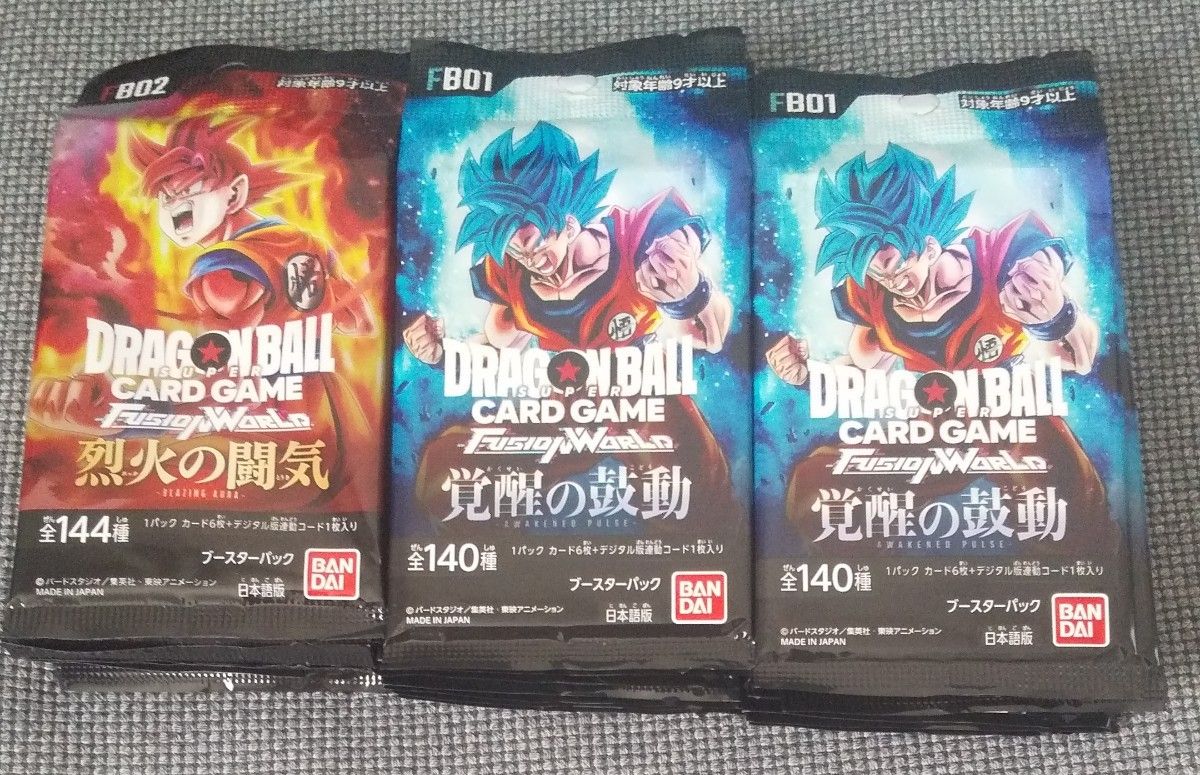 FB02
対象年齢9才以上
悟
DRAGON BALL
SUPER
CARD GAME
FUSION WORLD
烈火の闘気
-BLAZING AURA-
全144種
1パック カード6枚+デジタル版連動コード1枚入り
ブースターパック
©バードスタジオ/集英社・東映アニメーション
MADE IN JAPAN
日本語版
BAN
DAI
FB01
対象年齢9才以上
悟
DRAGON BALL
SUPER
CARD GAME
FUSION WORLD
覚醒の鼓動
-AWAKENED PULSE-
全140種
1パック カード6枚+デジタル版連動コード1枚入り
ブースターパック
©バードスタジオ/集英社・東映アニメーション
MADE IN JAPAN
日本語版
BAN
DAI
FB01
対象年齢9才以上
悟
DRAGON BALL
SUPER
CARD GAME
FUSION WORLD
覚醒の鼓動
-AWAKENED PULSE-
全140種
1パック カード6枚+デジタル版連動コード1枚入り
ブースターパック
©バードスタジオ/集英社・東映アニメーション
MADE IN JAPAN
日本語版
BAN
DAI